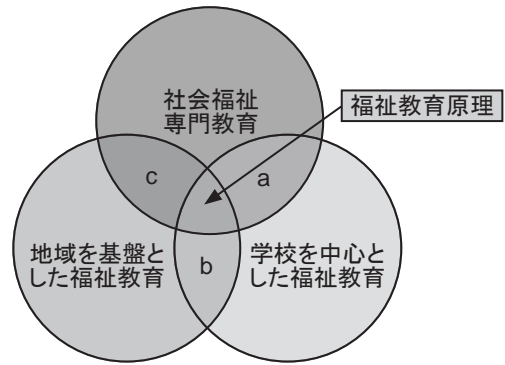 社会福祉
専門教育
福祉教育原理
c
a
地域を基盤と
した福祉教育
b
学校を中心と
した福祉教育